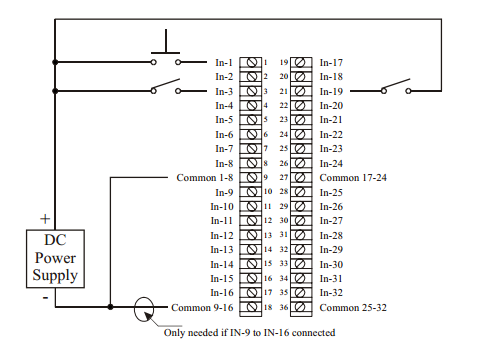 In-1 1 19 In-17
In-2 2 20 In-18
In-3 3 21 In-19
In-4 4 22 In-20
In-5 5 23 In-21
In-6 6 24 In-22
In-7 7 25 In-23
In-8 8 26 In-24
Common 1-8 9 27 Common 17-24
In-9 10 28 In-25
In-10 11 29 In-26
In-11 12 30 In-27
In-12 13 31 In-28
In-13 14 32 In-29
In-14 15 33 In-30
In-15 16 34 In-31
In-16 17 35 In-32
Common 9-16 18 36 Common 25-32
+
DC
Power
Supply
-
Only needed if IN-9 to IN-16 connected